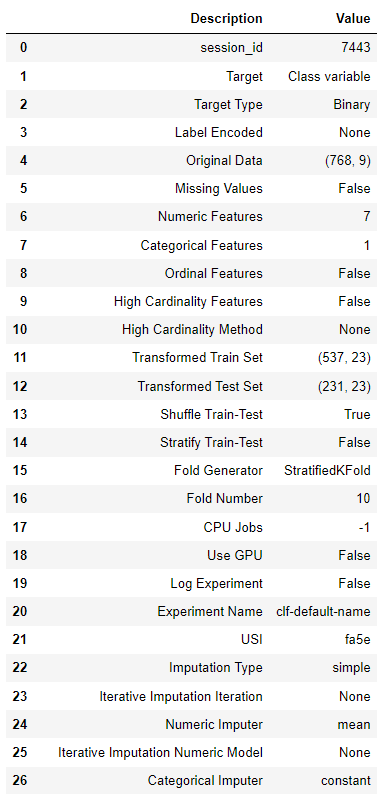 Description Value
0 session_id 7443
1 Target Class variable
2 Target Type Binary
3 Label Encoded None
4 Original Data (768, 9)
5 Missing Values False
6 Numeric Features 7
7 Categorical Features 1
8 Ordinal Features False
9 High Cardinality Features False
10 High Cardinality Method None
11 Transformed Train Set (537, 23)
12 Transformed Test Set (231, 23)
13 Shuffle Train-Test True
14 Stratify Train-Test False
15 Fold Generator StratifiedKFold
16 Fold Number 10
17 CPU Jobs -1
18 Use GPU False
19 Log Experiment False
20 Experiment Name clf-default-name
21 USI fa5e
22 Imputation Type simple
23 Iterative Imputation Iteration None
24 Numeric Imputer mean
25 Iterative Imputation Numeric Model None
26 Categorical Imputer constant